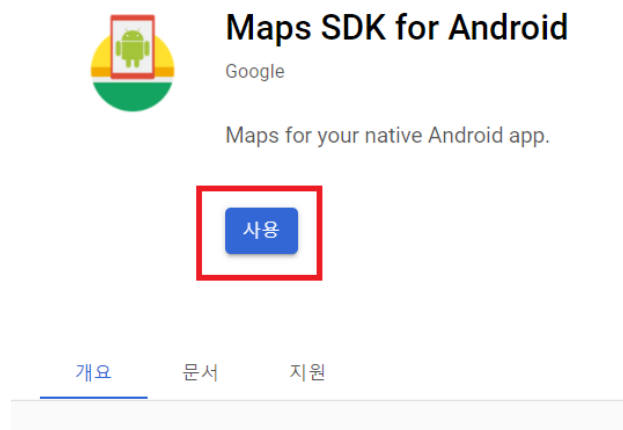 Maps SDK for Android
Google
Maps for your native Android app.
사용
개요 문서 지원